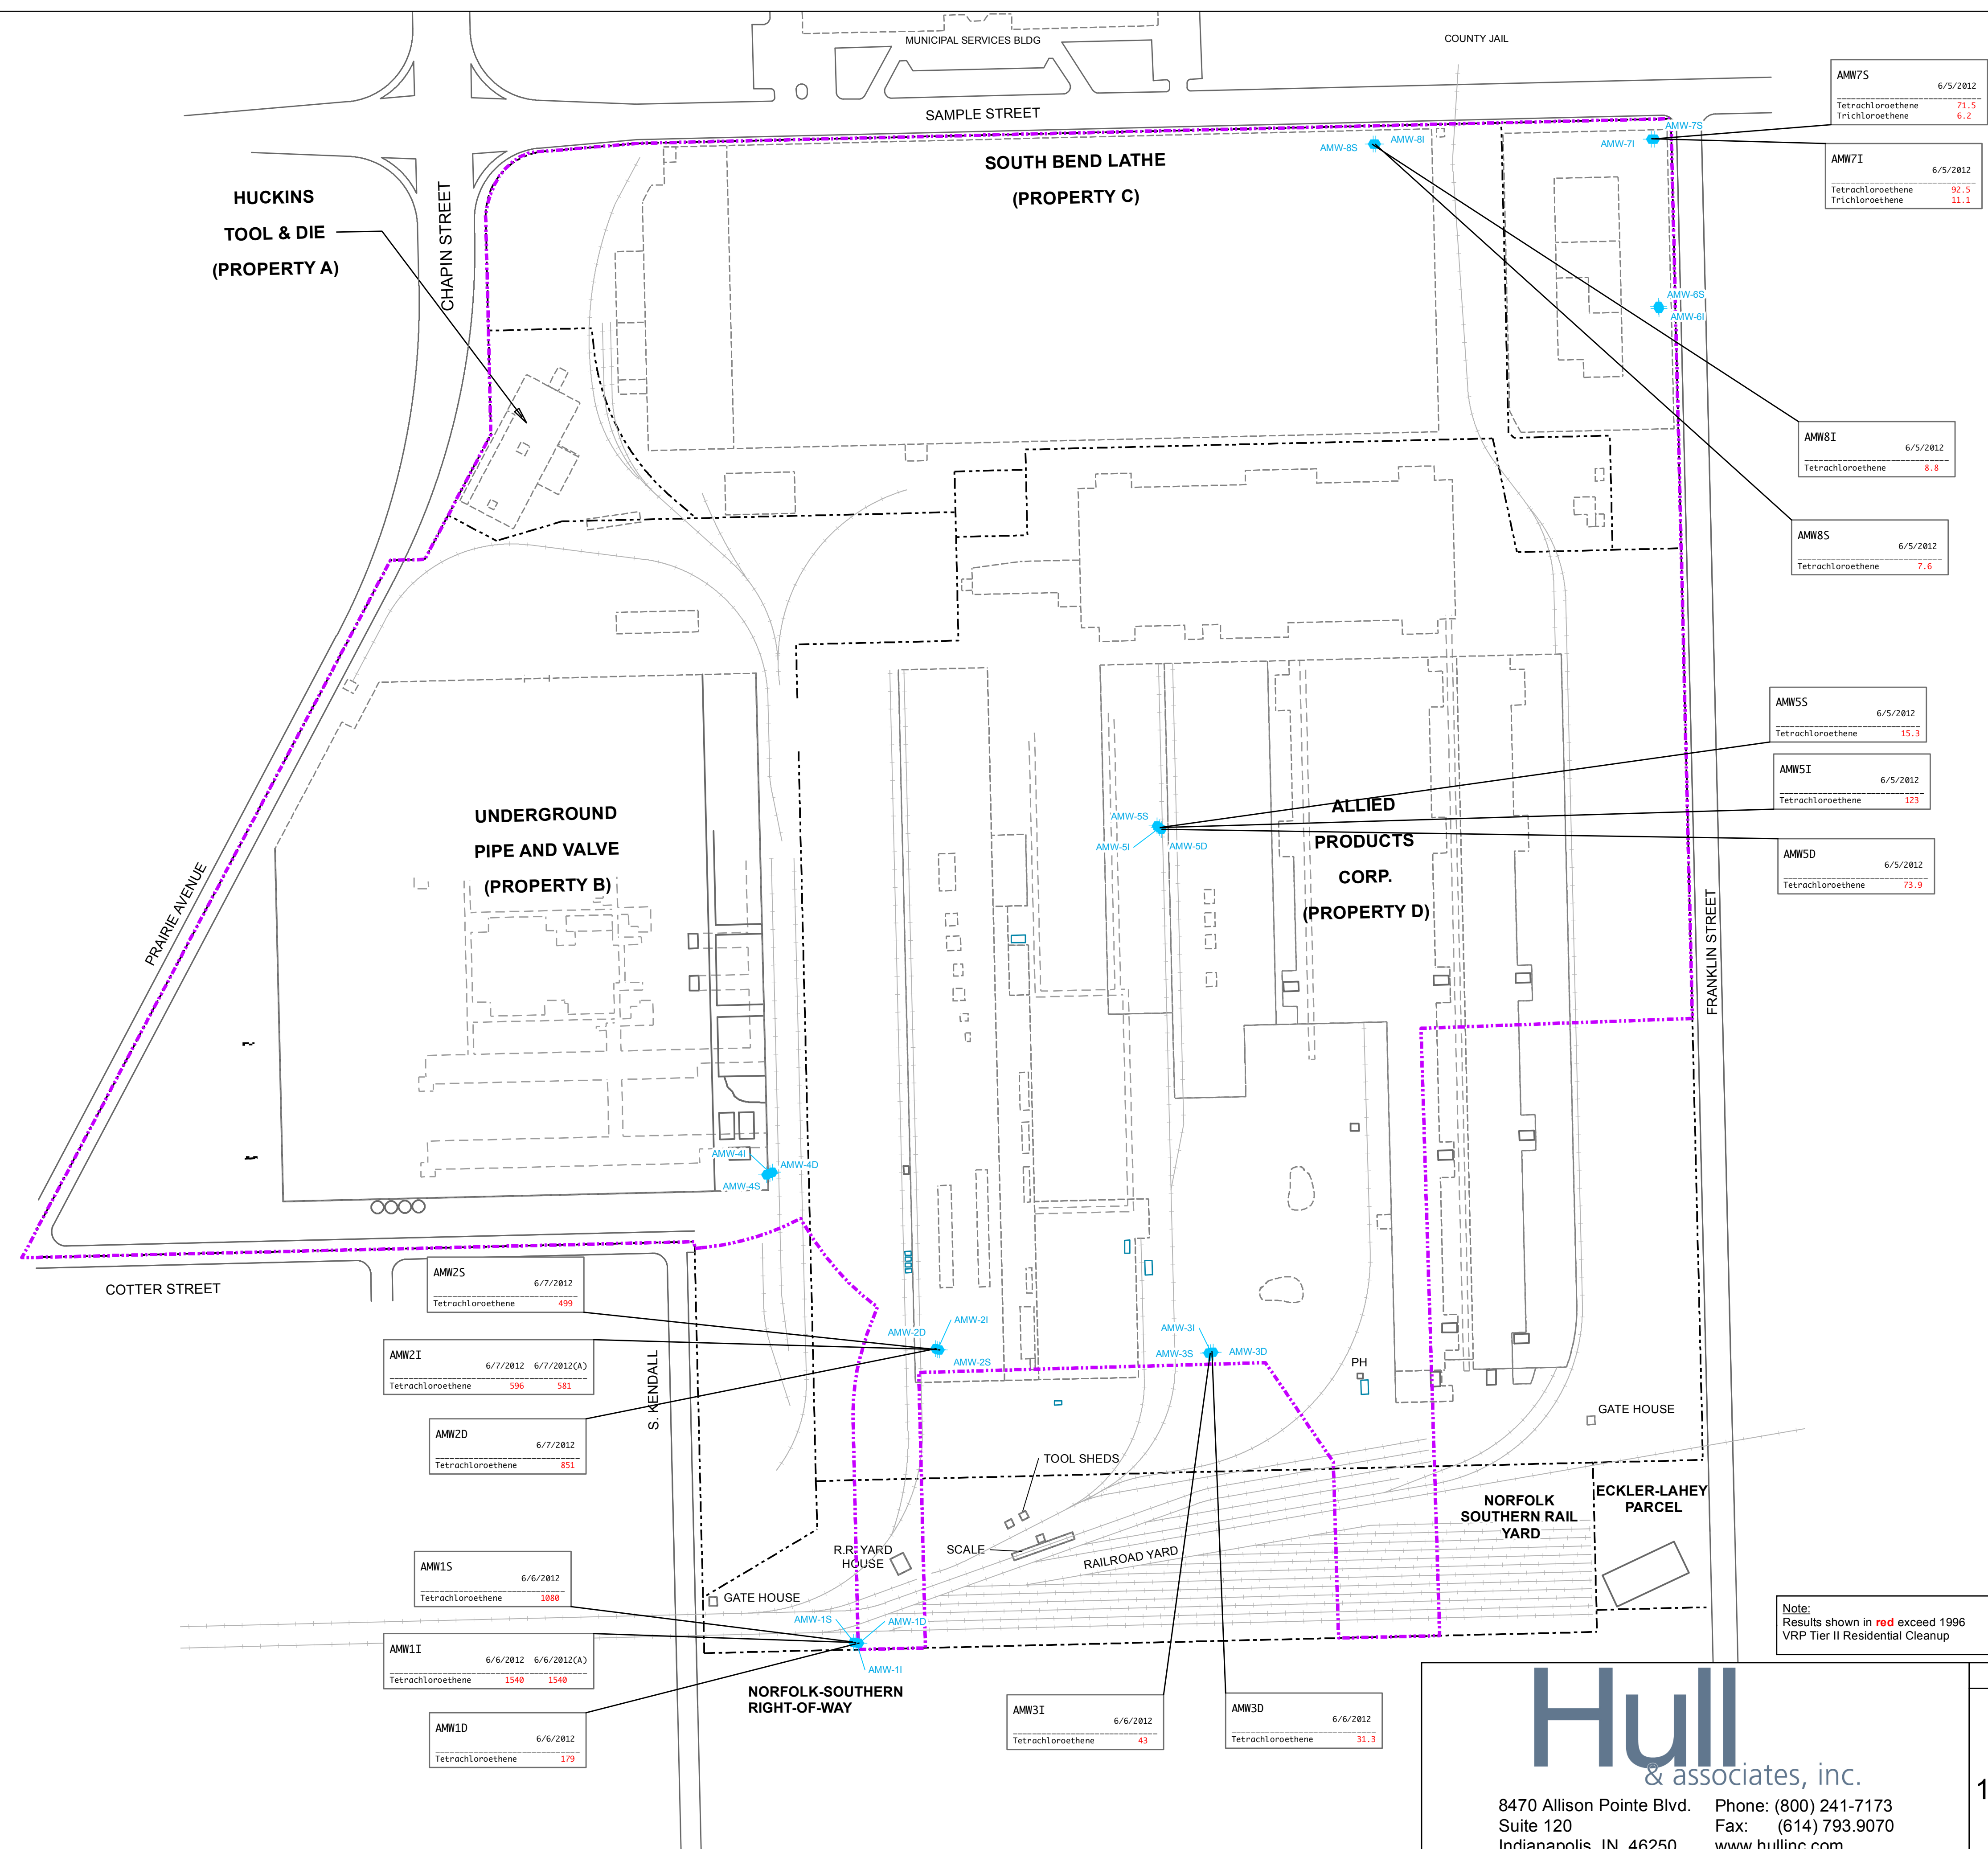 MUNICIPAL SERVICES BLDG
COUNTY JAIL
SAMPLE STREET
AMW7S
6/5/2012
Tetrachloroethene 71.5
Trichloroethene 6.2
AMW-7S
AMW-7I
AMW-8S
AMW-8I
AMW7I
6/5/2012
Tetrachloroethene 92.5
Trichloroethene 11.1
SOUTH BEND LATHE
(PROPERTY C)
HUCKINS
TOOL & DIE
(PROPERTY A)
CHAPIN STREET
AMW-6S
AMW-6I
AMW8I
6/5/2012
Tetrachloroethene 8.8
AMW8S
6/5/2012
Tetrachloroethene 7.6
AMW5S
6/5/2012
Tetrachloroethene 15.3
AMW5I
6/5/2012
Tetrachloroethene 123
AMW5D
6/5/2012
Tetrachloroethene 73.9
UNDERGROUND
PIPE AND VALVE
(PROPERTY B)
AMW-5S
AMW-5I
AMW-5D
ALLIED
PRODUCTS
CORP.
(PROPERTY D)
PRAIRIE AVENUE
FRANKLIN STREET
AMW-4I
AMW-4D
AMW-4S
COTTER STREET
AMW2S
6/7/2012
Tetrachloroethene 499
AMW2I
6/7/2012 6/7/2012(A)
Tetrachloroethene 596 581
AMW2D
6/7/2012
Tetrachloroethene 851
S. KENDALL
AMW-2D
AMW-2I
AMW-2S
AMW-3I
AMW-3S
AMW-3D
PH
GATE HOUSE
TOOL SHEDS
NORFOLK
SOUTHERN RAIL
YARD
ECKLER-LAHEY
PARCEL
R.R. YARD
HOUSE
SCALE
RAILROAD YARD
GATE HOUSE
AMW1S
6/6/2012
Tetrachloroethene 1080
AMW1I
6/6/2012 6/6/2012(A)
Tetrachloroethene 1540 1540
AMW1D
6/6/2012
Tetrachloroethene 179
AMW-1S
AMW-1D
AMW-1I
NORFOLK-SOUTHERN
RIGHT-OF-WAY
AMW3I
6/6/2012
Tetrachloroethene 43
AMW3D
6/6/2012
Tetrachloroethene 31.3
Note:
Results shown in red exceed 1996
VRP Tier II Residential Cleanup
Hull
& associates, inc.
8470 Allison Pointe Blvd.
Suite 120
Indianapolis, IN 46250
Phone: (800) 241-7173
Fax: (614) 793.9070
www.hullinc.com
1